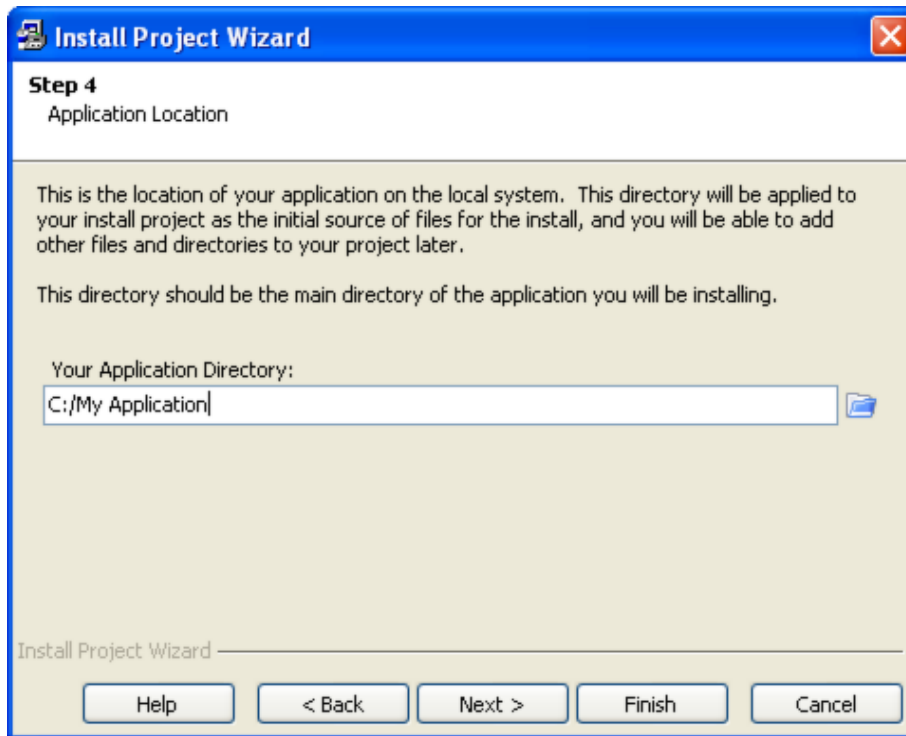 Install Project Wizard
Step 4
Application Location
This is the location of your application on the local system.  This directory will be applied to
your install project as the initial source of files for the install, and you will be able to add
other files and directories to your project later.
This directory should be the main directory of the application you will be installing.
Your Application Directory:
C:/My Application
Install Project Wizard
Help
< Back
Next >
Finish
Cancel